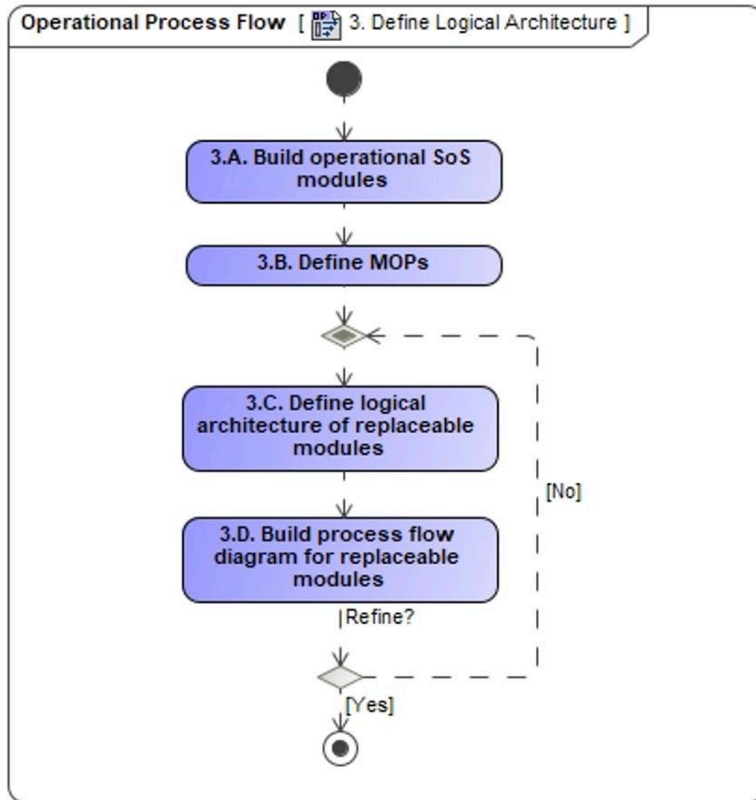 Operational Process Flow [ 3. Define Logical Architecture ]
3.A. Build operational SoS
modules
3.B. Define MOPs
3.C. Define logical
architecture of replaceable
modules
[No]
3.D. Build process flow
diagram for replaceable
modules
Refine?
[Yes]